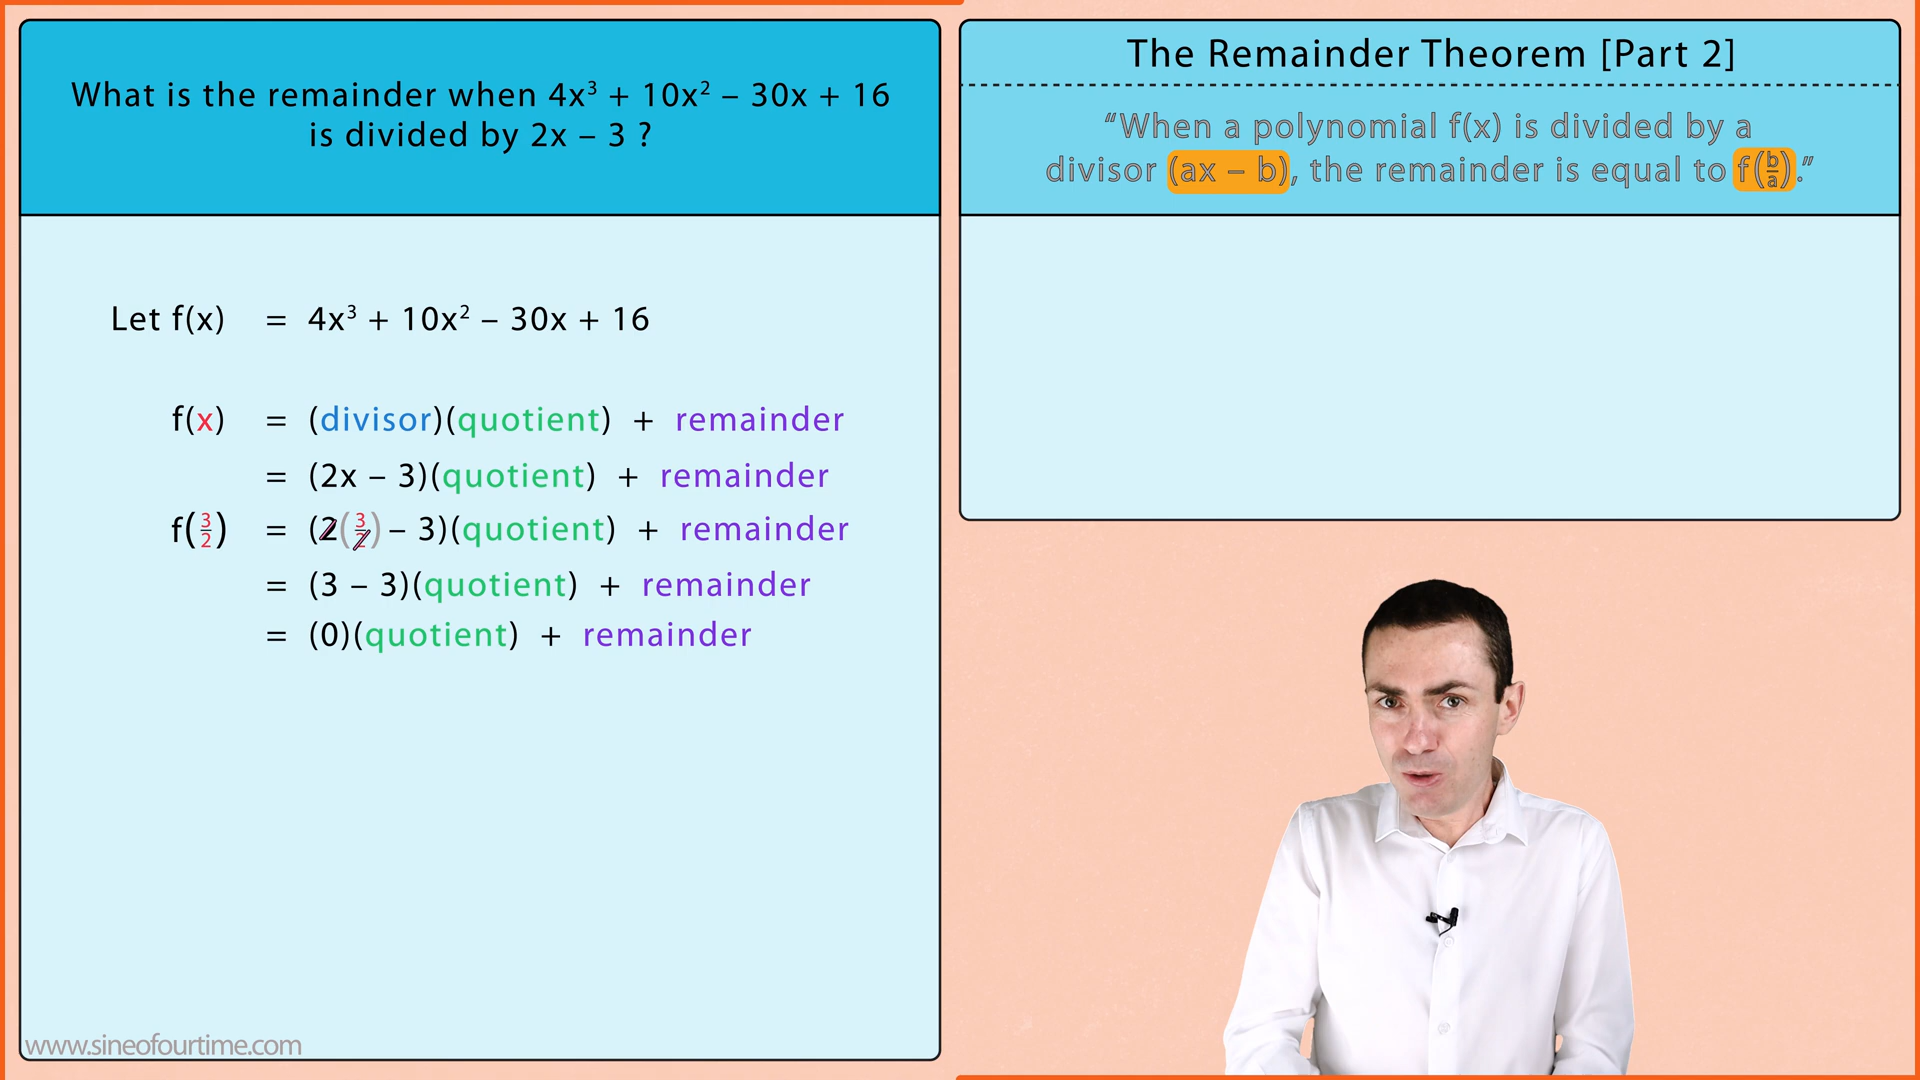 What is the remainder when 4x³ + 10x² – 30x + 16
is divided by 2x – 3 ?
Let f(x) = 4x³ + 10x² – 30x + 16
f(x) = (divisor)(quotient) + remainder
= (2x – 3)(quotient) + remainder
f(3/2) = (2(3/2) – 3)(quotient) + remainder
= (3 – 3)(quotient) + remainder
= (0)(quotient) + remainder
www.sineofourtime.com
The Remainder Theorem [Part 2]
“When a polynomial f(x) is divided by a
divisor (ax – b), the remainder is equal to f(b/a).”